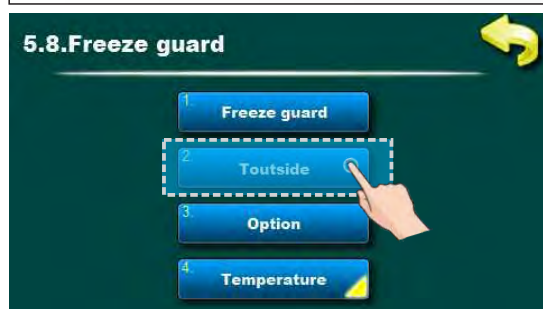 5.8.Freeze guard
1. Freeze guard
2. Toutside
3. Option
4. Temperature